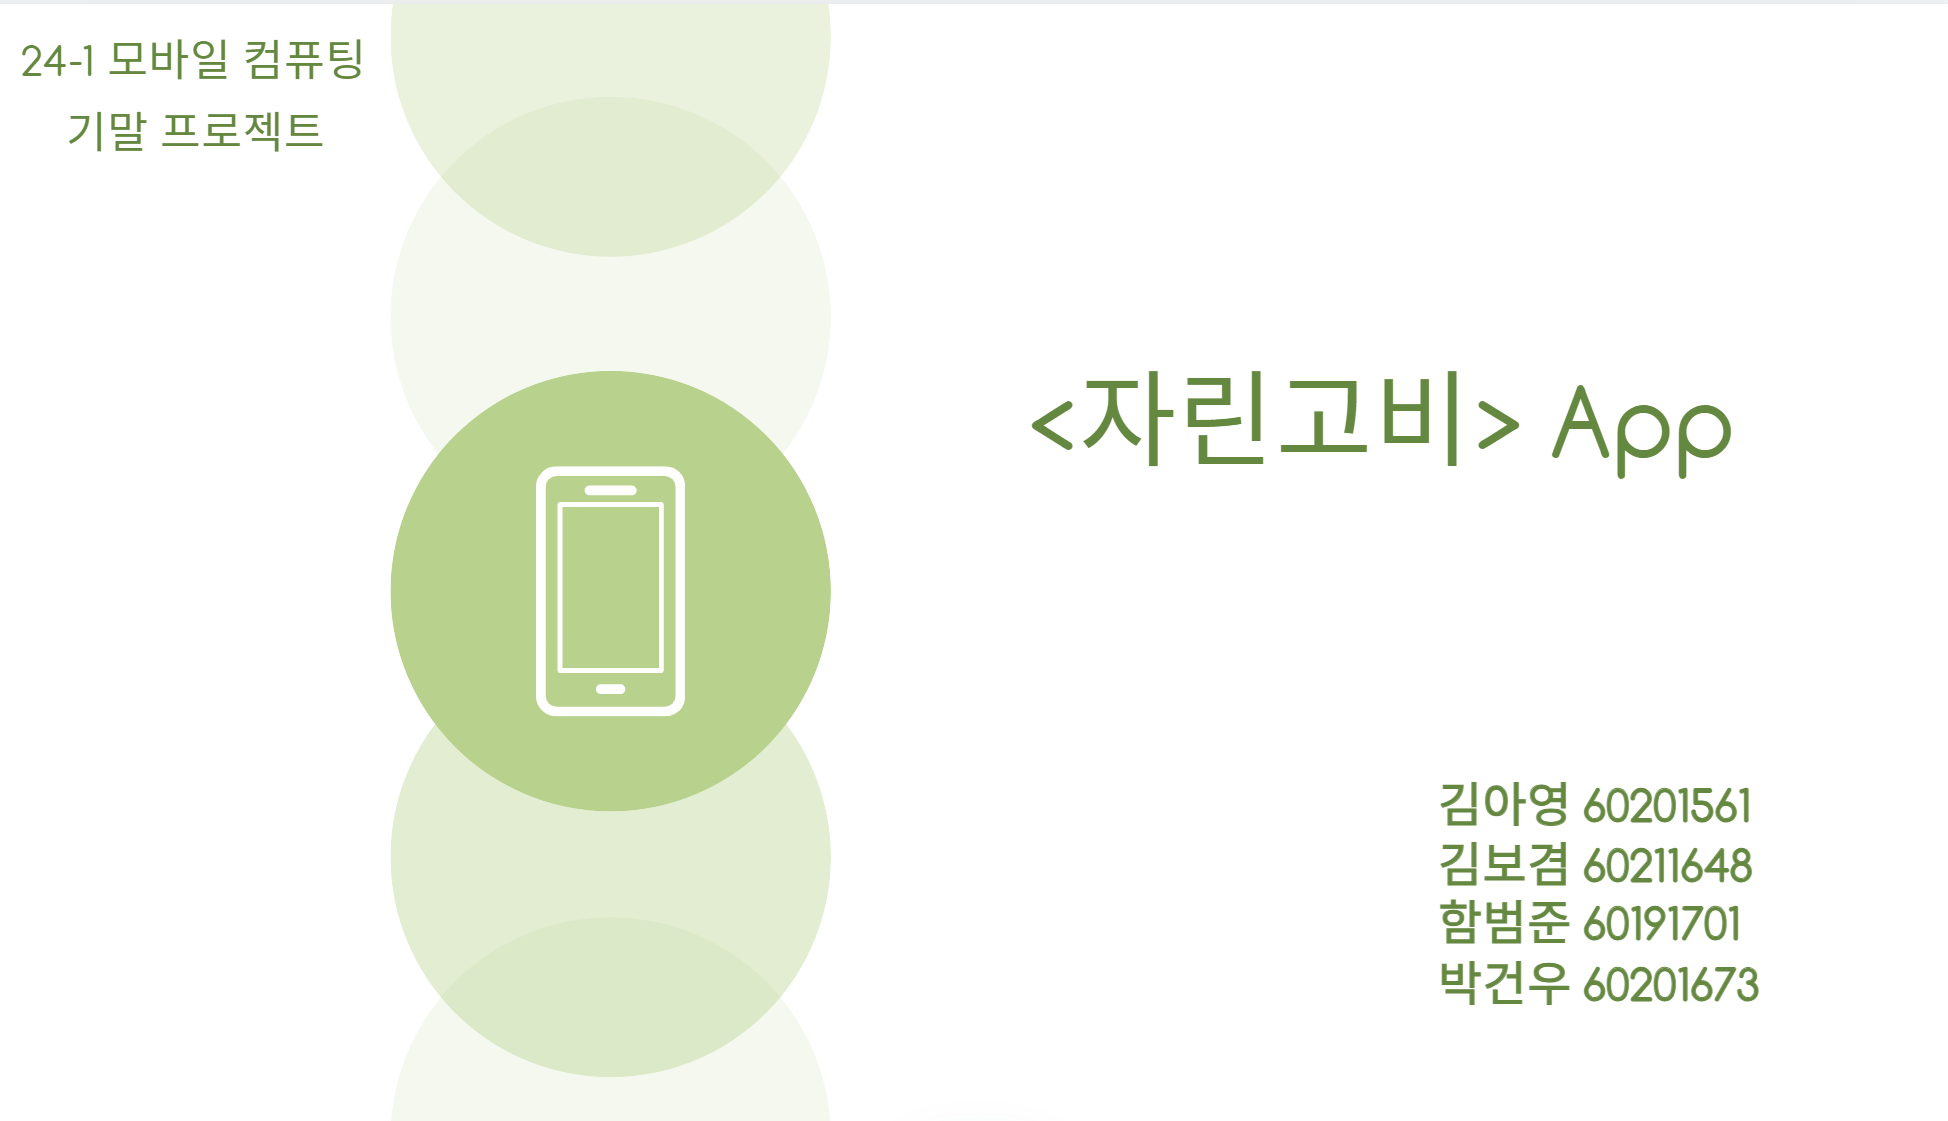 24-1 모바일 컴퓨팅
기말 프로젝트
<자린고비> App
김아영 60201561
김보겸 60211648
함범준 60191701
박건우 60201673